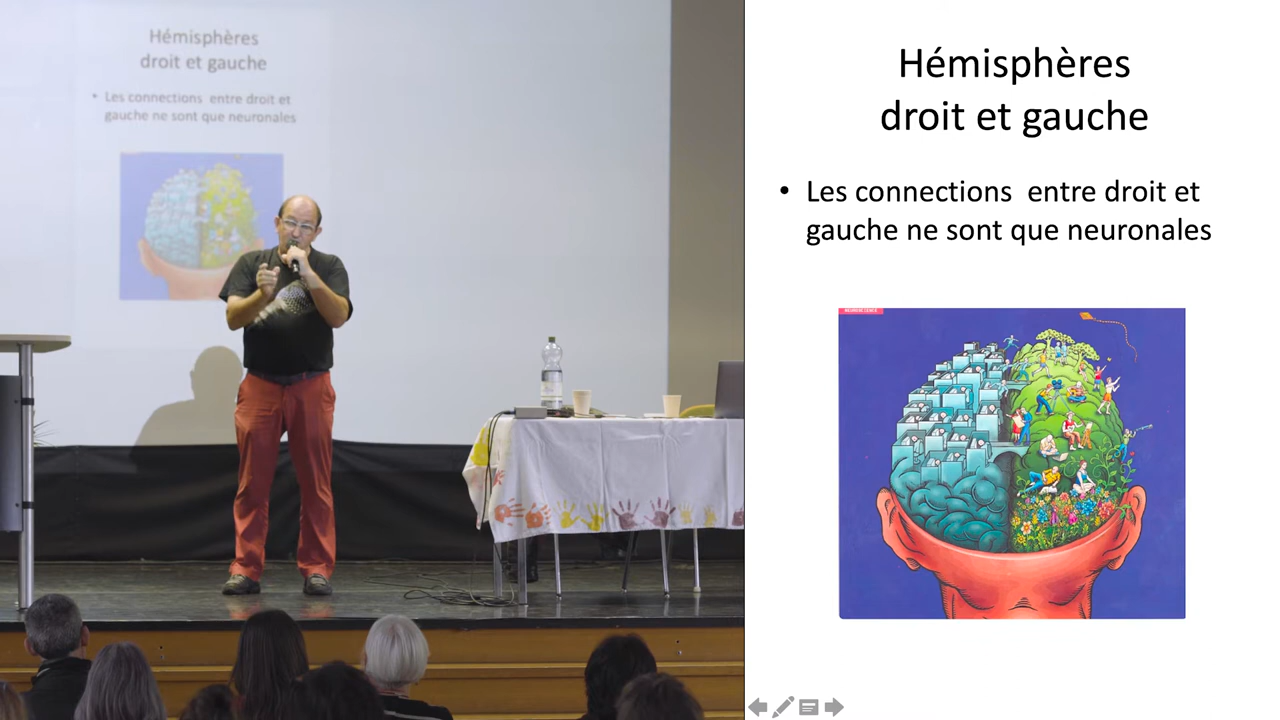 Hémisphères
droit et gauche
• Les connections entre droit et
gauche ne sont que neuronales
Hémisphères
droit et gauche
• Les connections  entre droit et
gauche ne sont que neuronales
NEUROSCIENCE